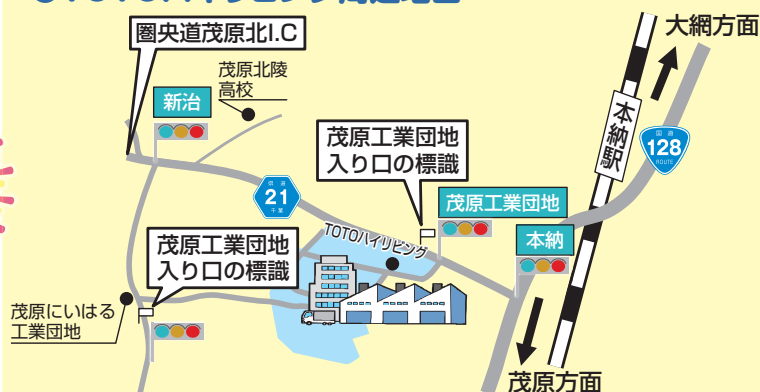 圏央道茂原北I.C
大網方面
茂原北陵
高校
新治
本納駅
国道
128
ROUTE
茂原工業団地
入り口の標識
県道
21
千葉
茂原工業団地
TOTOハイリビング
本納
茂原工業団地
入り口の標識
茂原にいはる
工業団地
茂原方面